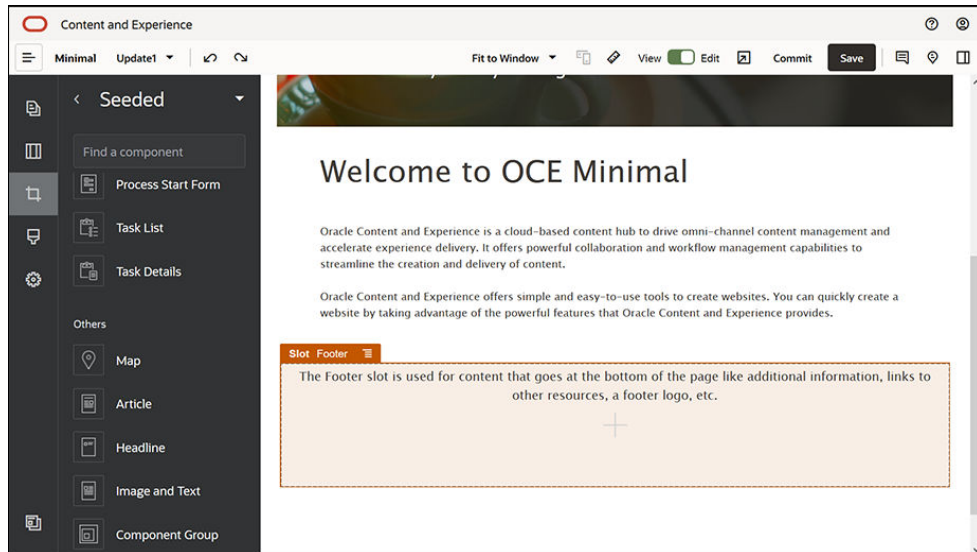 Content and Experience
Minimal Update1 Fit to Window View Edit Commit Save
Seeded
Find a component
Process Start Form
Task List
Task Details
Others
Map
Article
Headline
Image and Text
Component Group
Welcome to OCE Minimal
Oracle Content and Experience is a cloud-based content hub to drive omni-channel content management and
accelerate experience delivery. It offers powerful collaboration and workflow management capabilities to
streamline the creation and delivery of content.
Oracle Content and Experience offers simple and easy-to-use tools to create websites. You can quickly create a
website by taking advantage of the powerful features that Oracle Content and Experience provides.
Slot Footer
The Footer slot is used for content that goes at the bottom of the page like additional information, links to
other resources, a footer logo, etc.